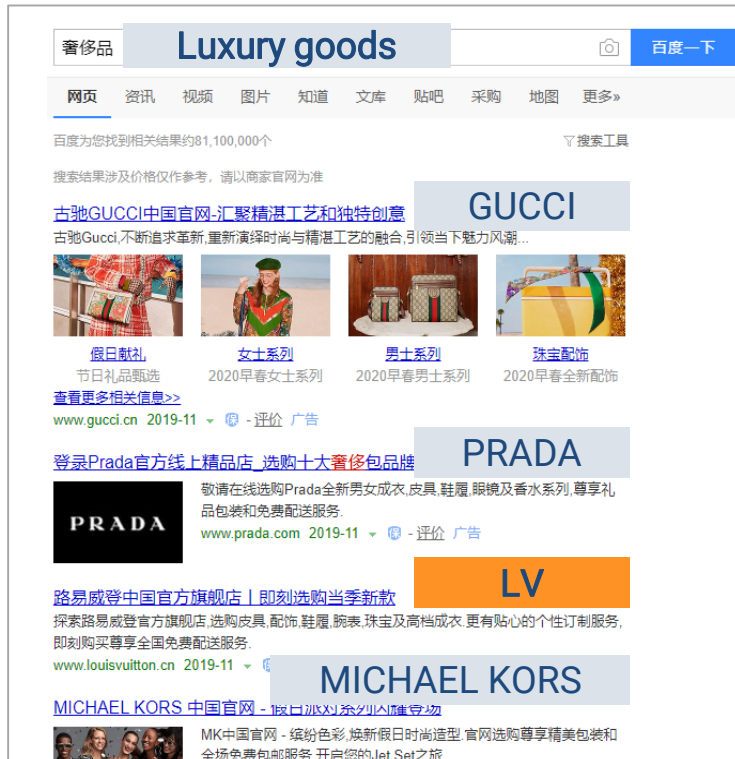 奢侈品 Luxury goods 百度一下
网页 资讯 视频 图片 知道 文库 贴吧 采购 地图 更多»
百度为您找到相关结果约81,100,000个 搜索工具
搜索结果涉及价格仅作参考，请以商家官网为准
古驰GUCCI中国官网-汇聚精湛工艺和独特创意 GUCCI
古驰Gucci,不断追求革新,重新演绎时尚与精湛工艺的融合,引领当下魅力风潮...
假日献礼 女士系列 男士系列 珠宝配饰
节日礼品甄选 2020早春女士系列 2020早春男士系列 2020早春全新配饰
查看更多相关信息>>
www.gucci.cn 2019-11 保 - 评价 广告
登录Prada官方线上精品店_选购十大奢侈包品牌 PRADA
PRADA
敬请在线选购Prada全新男女成衣,皮具,鞋履,眼镜及香水系列,尊享礼
品包装和免费配送服务.
www.prada.com 2019-11 保 - 评价 广告
路易威登中国官方旗舰店丨即刻选购当季新款 LV
探索路易威登官方旗舰店,选购皮具,配饰,鞋履,腕表,珠宝及高档成衣.更有贴心的个性订制服务,
即刻购买尊享全国免费配送服务.
www.louisvuitton.cn 2019-11
MICHAEL KORS
MICHAEL KORS 中国官网 - 假日派对系列闪耀登场
MK中国官网 - 缤纷色彩,焕新假日时尚造型.官网选购尊享精美包装和
全场免费包邮服务,开启您的Jet Set之旅